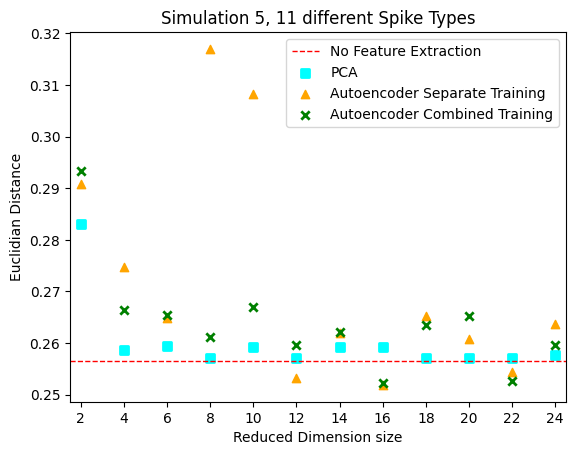 Simulation 5, 11 different Spike Types
0.32
0.31
0.30
0.29
0.28
0.27
0.26
0.25
Euclidian Distance
No Feature Extraction
PCA
Autoencoder Separate Training
Autoencoder Combined Training
2 4 6 8 10 12 14 16 18 20 22 24
Reduced Dimension size